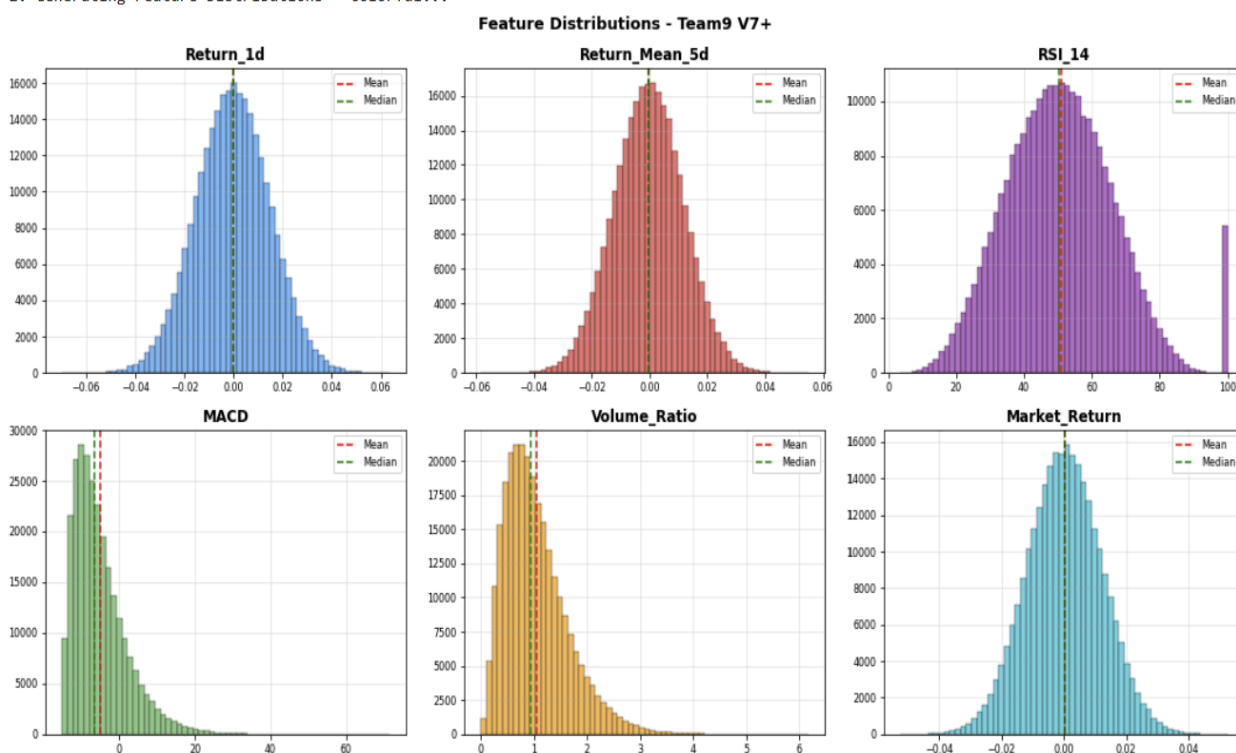 Feature Distributions - Team9 V7+
Return_1d
Return_Mean_5d
RSI_14
Mean
Median
Mean
Median
Mean
Median
16000
14000
12000
10000
8000
6000
4000
2000
0
−0.06 −0.04 −0.02 0.00 0.02 0.04 0.06
16000
14000
12000
10000
8000
6000
4000
2000
0
−0.06 −0.04 −0.02 0.00 0.02 0.04 0.06
10000
8000
6000
4000
2000
0
0 20 40 60 80 100
MACD
Volume_Ratio
Market_Return
Mean
Median
Mean
Median
Mean
Median
30000
25000
20000
15000
10000
5000
0
0 20 40 60
20000
17500
15000
12500
10000
7500
5000
2500
0
0 1 2 3 4 5 6
16000
14000
12000
10000
8000
6000
4000
2000
0
−0.04 −0.02 0.00 0.02 0.04